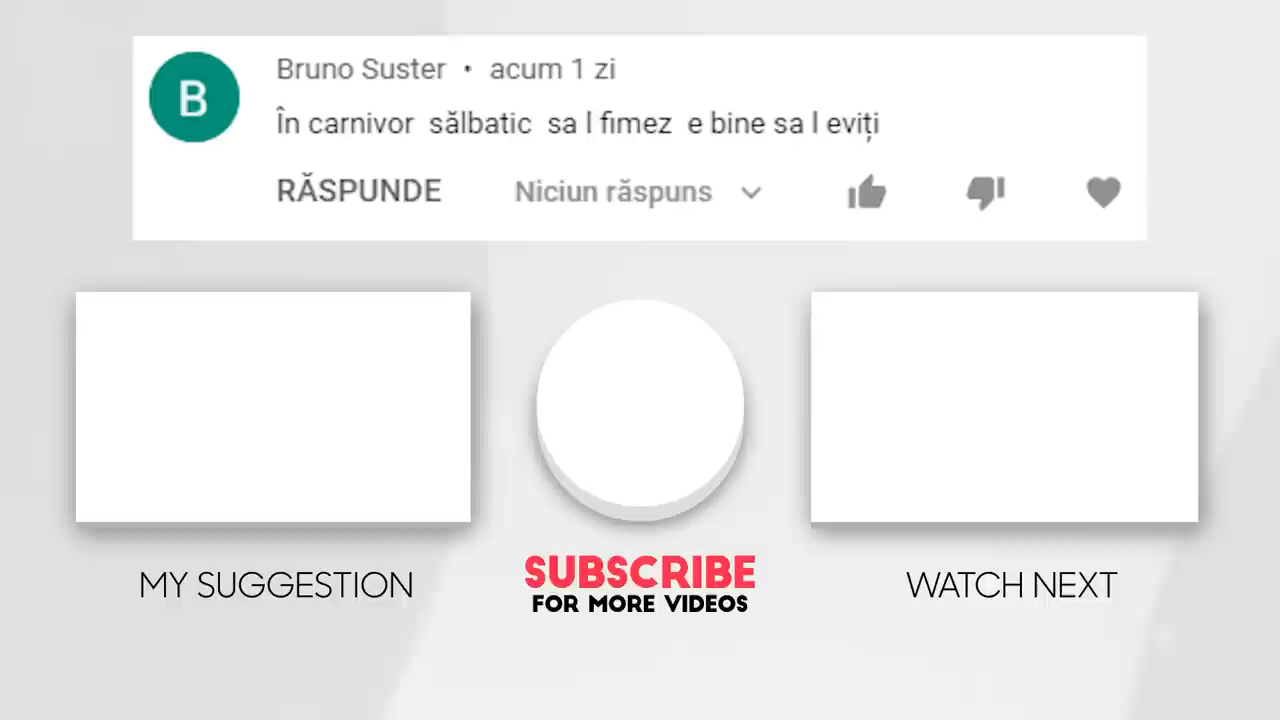 B
Bruno Suster • acum 1 zi
În carnivor sălbatic sa l fimez e bine sa l eviți
RĂSPUNDE Niciun răspuns
MY SUGGESTION
SUBSCRIBE
FOR MORE VIDEOS
WATCH NEXT